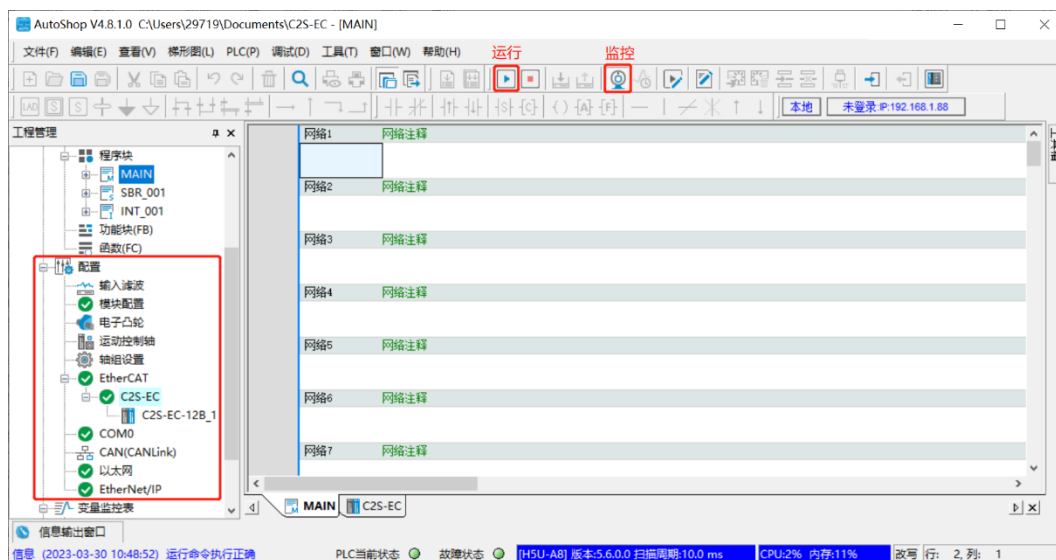 AutoShop V4.8.1.0 C:\Users\29719\Documents\C2S-EC - [MAIN]
文件(F) 编辑(E) 查看(V) 梯形图(L) PLC(P) 调试(D) 工具(T) 窗口(W) 帮助(H) 运行 监控
LAD S S S C A F 本地 未登录:IP:192.168.1.88
工程管理
程序块
MAIN
SBR_001
INT_001
功能块(FB)
函数(FC)
配置
输入滤波
模块配置
电子凸轮
运动控制轴
轴组设置
EtherCAT
C2S-EC
C2S-EC-12B_1
COM0
CAN(CANLink)
以太网
EtherNet/IP
变量监控表
网络1 网络注释
网络2 网络注释
网络3 网络注释
网络4 网络注释
网络5 网络注释
网络6 网络注释
网络7 网络注释
MAIN C2S-EC
信息输出窗口
信息 (2023-03-30 10:48:52) 运行命令执行正确 PLC当前状态 故障状态 [H5U-A8] 版本:5.6.0.0 扫描周期:10.0 ms CPU:2% 内存:11% 改写 行: 2,列: 1